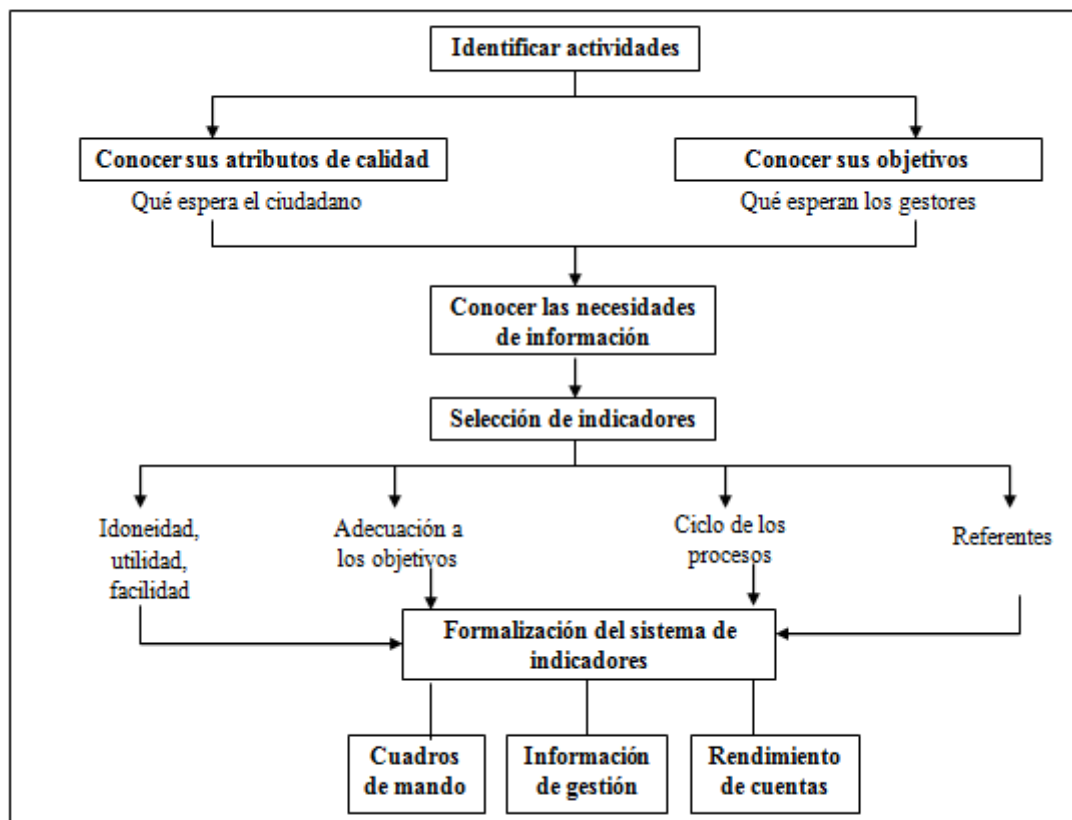 Identificar actividades
Conocer sus atributos de calidad
Conocer sus objetivos
Qué espera el ciudadano
Qué esperan los gestores
Conocer las necesidades
de información
Selección de indicadores
Idoneidad,
utilidad,
facilidad
Adecuación a
los objetivos
Ciclo de los
procesos
Referentes
Formalización del sistema de
indicadores
Cuadros
de mando
Información
de gestión
Rendimiento
de cuentas